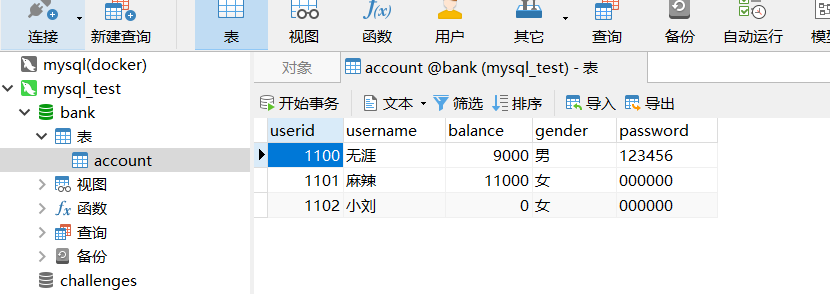 连接 新建查询 表 视图 函数 用户 其它 查询 备份 自动运行
mysql(docker)
mysql_test
bank
表
account
视图
函数
查询
备份
challenges
对象 account @bank (mysql_test) - 表
开始事务 文本 筛选 排序 导入 导出
userid username balance gender password
1100 无涯 9000 男 123456
1101 麻辣 11000 女 000000
1102 小刘 0 女 000000